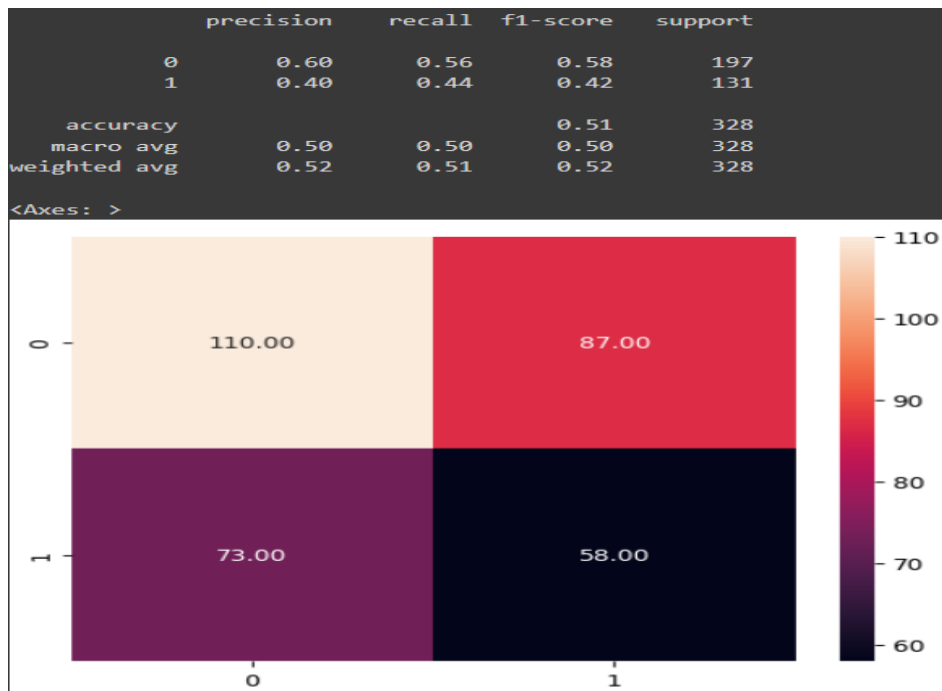 precision recall f1-score support
0 0.60 0.56 0.58 197
1 0.40 0.44 0.42 131
accuracy 0.51 328
macro avg 0.50 0.50 0.50 328
weighted avg 0.52 0.51 0.52 328
<Axes: >
110
100
90
80
70
60
0 110.00 87.00
1 73.00 58.00
0 1